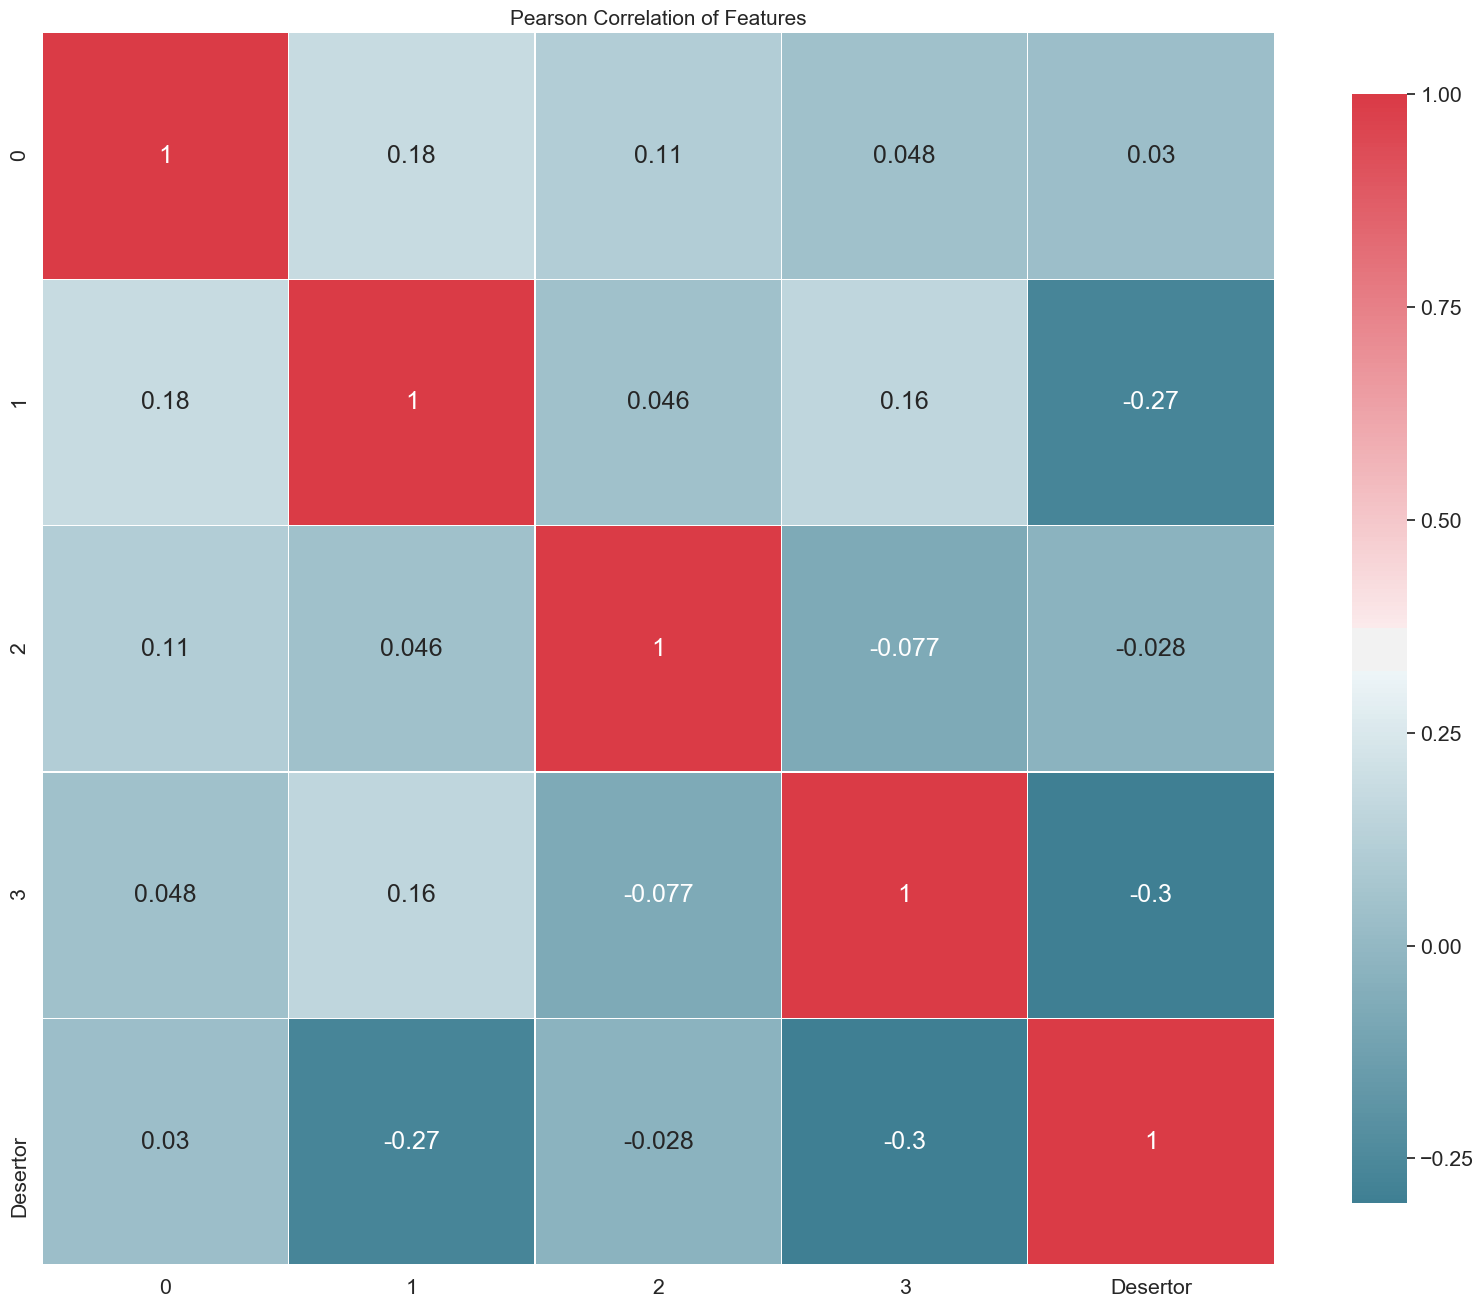 Pearson Correlation of Features
0 1 0.18 0.11 0.048 0.03
1 0.18 1 0.046 0.16 -0.27
2 0.11 0.046 1 -0.077 -0.028
3 0.048 0.16 -0.077 1 -0.3
Desertor 0.03 -0.27 -0.028 -0.3 1
0 1 2 3 Desertor
1.00
0.75
0.50
0.25
0.00
−0.25